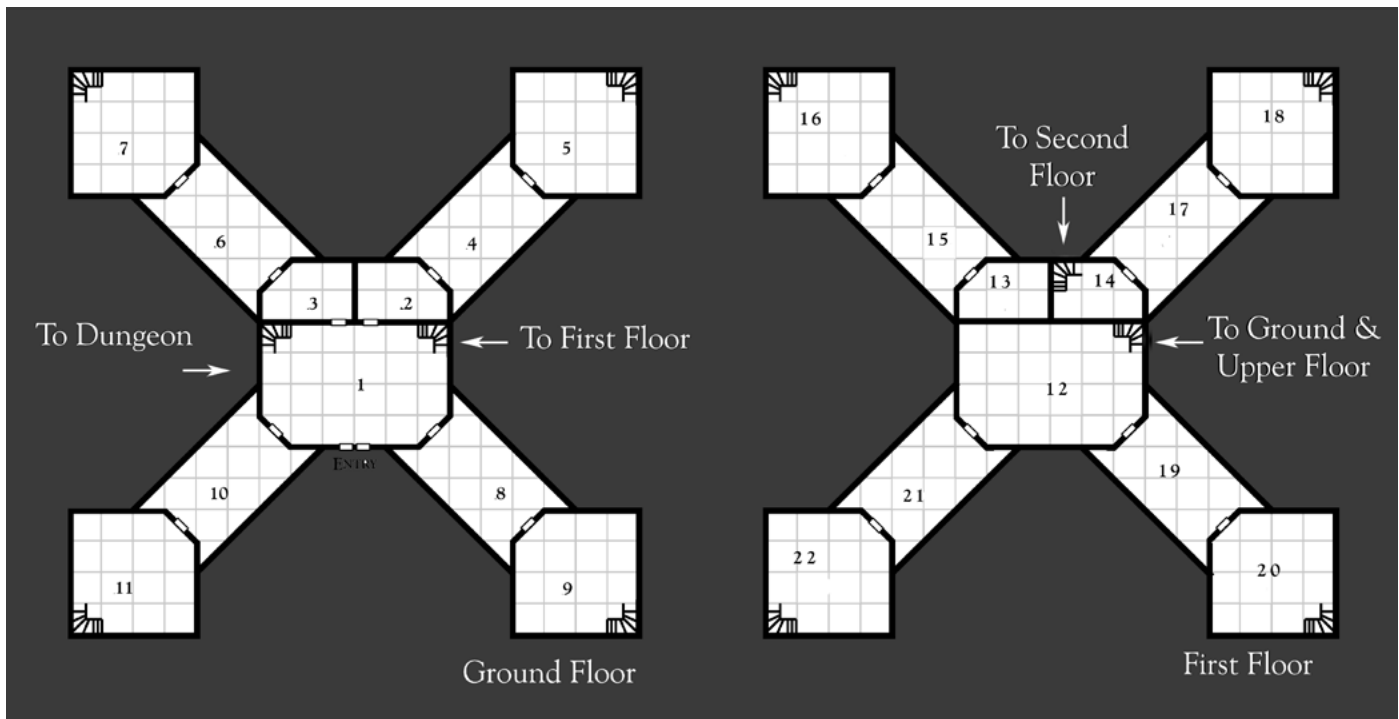 7
5
6
4
3
2
To Dungeon
To First Floor
1
ENTRY
10
8
11
9
Ground Floor
16
18
To Second
Floor
17
15
13
14
To Ground &
Upper Floor
12
19
21
22
20
First Floor